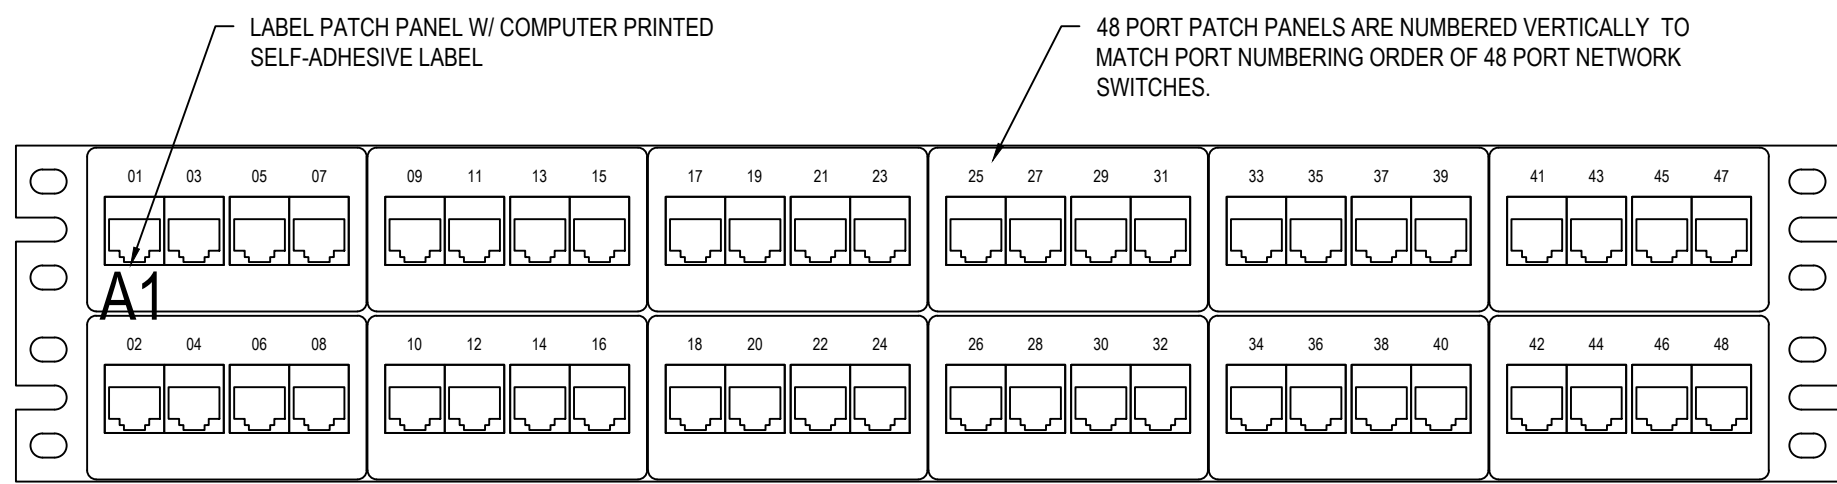 LABEL PATCH PANEL W/ COMPUTER PRINTED
SELF-ADHESIVE LABEL
48 PORT PATCH PANELS ARE NUMBERED VERTICALLY TO
MATCH PORT NUMBERING ORDER OF 48 PORT NETWORK
SWITCHES.
01 03 05 07 09 11 13 15 17 19 21 23 25 27 29 31 33 35 37 39 41 43 45 47
A1
02 04 06 08 10 12 14 16 18 20 22 24 26 28 30 32 34 36 38 40 42 44 46 48